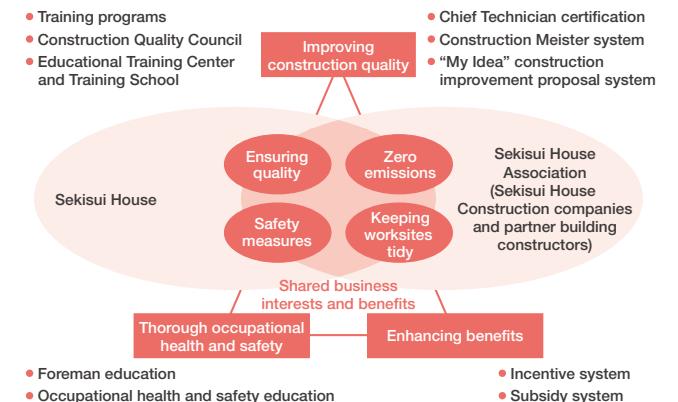 • Training programs
• Construction Quality Council
• Educational Training Center
and Training School
Improving
construction quality
• Chief Technician certification
• Construction Meister system
• “My Idea” construction
improvement proposal system
Sekisui House
Ensuring
quality
Zero
emissions
Safety
measures
Keeping
worksites
tidy
Sekisui House
Association
(Sekisui House
Construction companies
and partner building
constructors)
Shared business
interests and benefits
Thorough occupational
health and safety
Enhancing benefits
• Foreman education
• Occupational health and safety education
• Incentive system
• Subsidy system